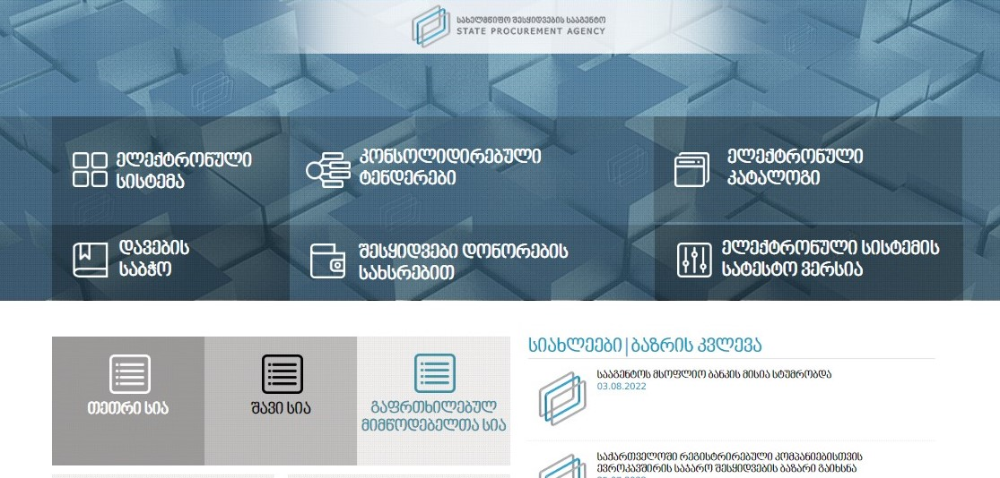 ᲡᲐᲮᲔᲚᲛᲬᲘᲤᲝ ᲨᲔᲡᲧᲘᲓᲕᲔᲑᲘᲡ ᲡᲐᲐᲒᲔᲜᲢᲝ
STATE PROCUREMENT AGENCY
ელექტრონული
სისტემა
კონსოლიდირებული
ტენდერები
ელექტრონული
კატალოგი
დავების
საბჭო
შესყიდვები დონორების
სახსრებით
ელექტრონული სისტემის
სატესტო ვერსია
თეთრი სია
შავი სია
გაფრთხილებულ
მიმწოდებელთა სია
სიახლეები | ბაზრის კვლევა
სააგენტოს მსოფლიო ბანკის მისია სტუმრობდა
03.08.2022
საქართველოში რეგისტრირებული კომპანიებისთვის
ევროკავშირის საჯარო შესყიდვების ბაზარი გაიხსნა